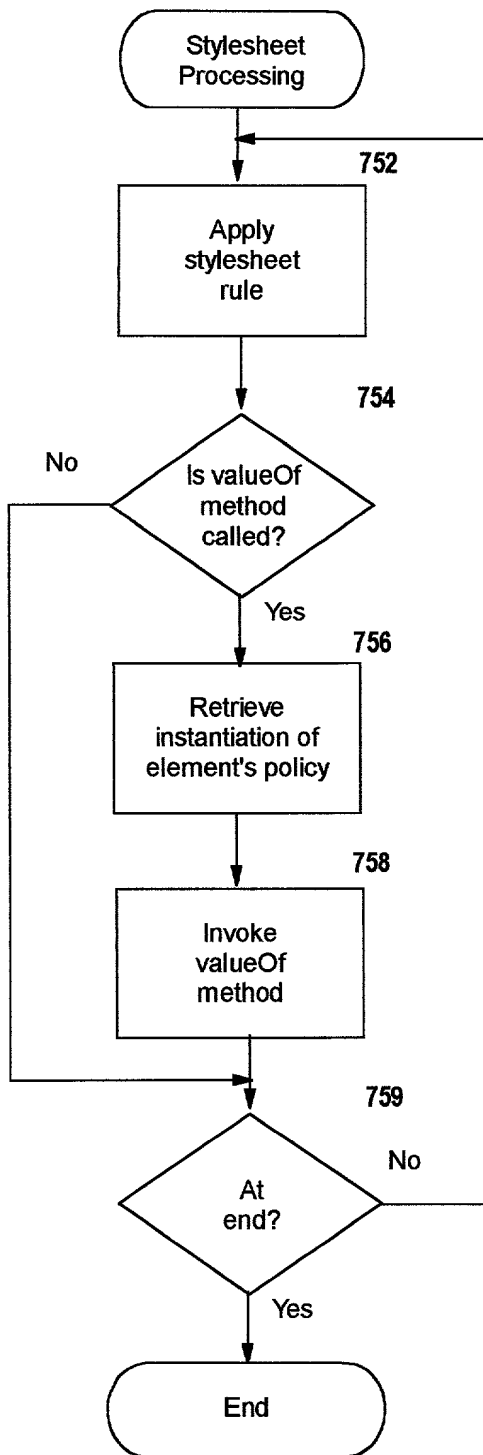 Stylesheet
Processing
752
Apply
stylesheet
rule
754
No
Is valueOf
method
called?
Yes
756
Retrieve
instantiation of
element's policy
758
Invoke
valueOf
method
759
No
At
end?
Yes
End